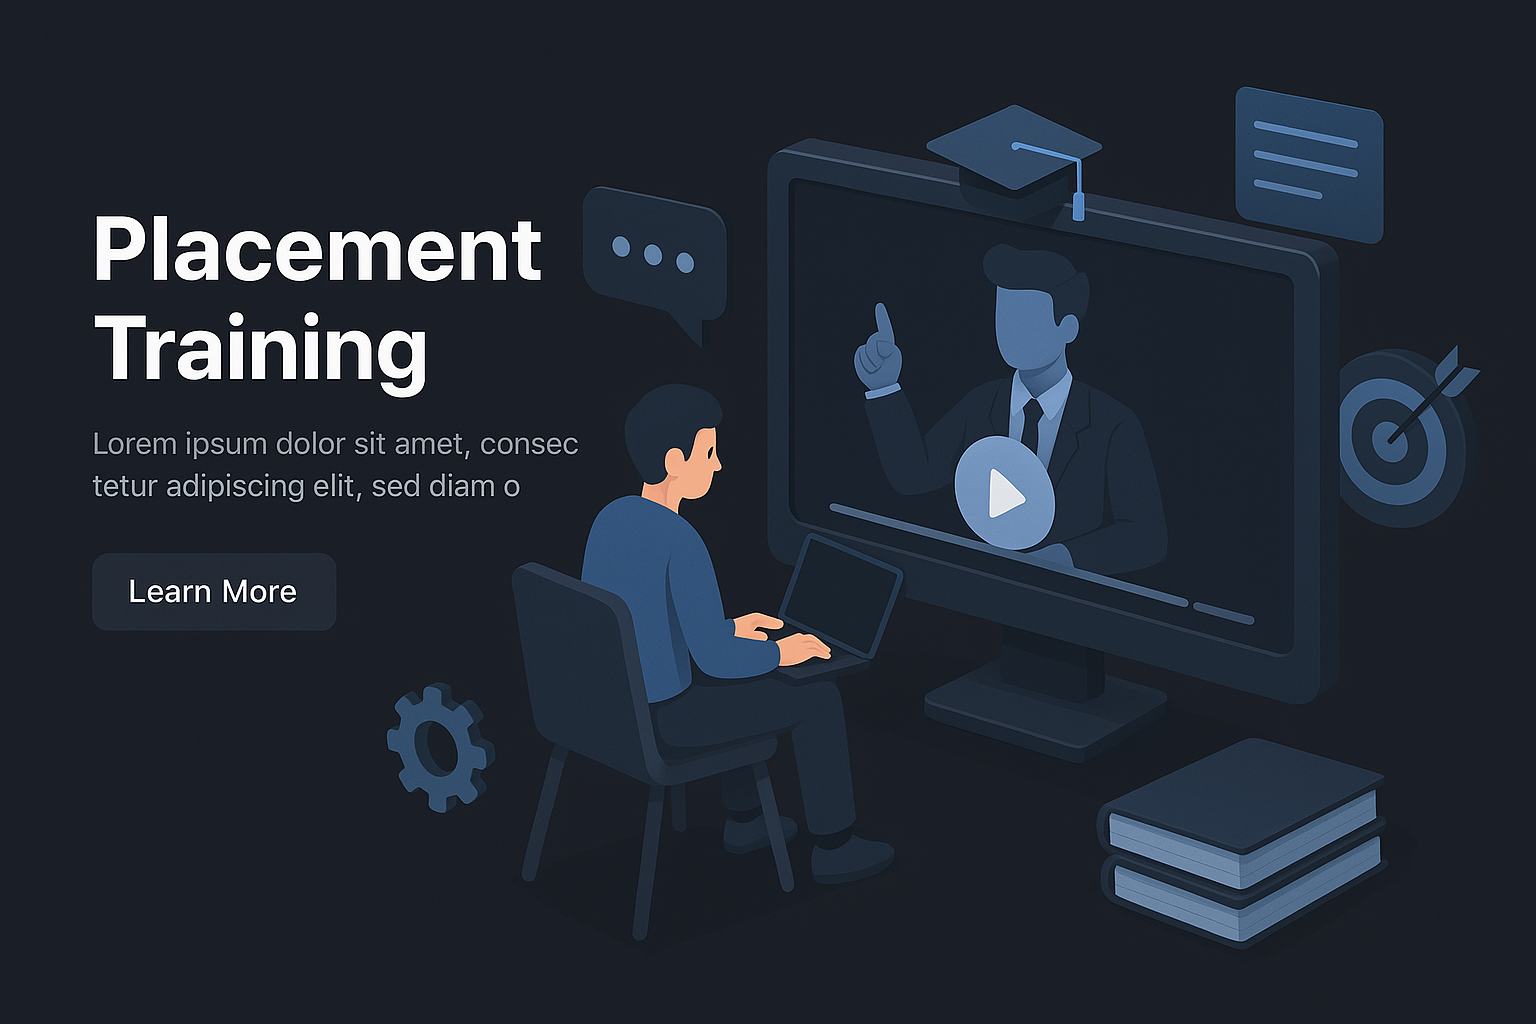 Placement
Training
Lorem ipsum dolor sit amet, consec
tetur adipiscing elit, sed diam o
Learn More